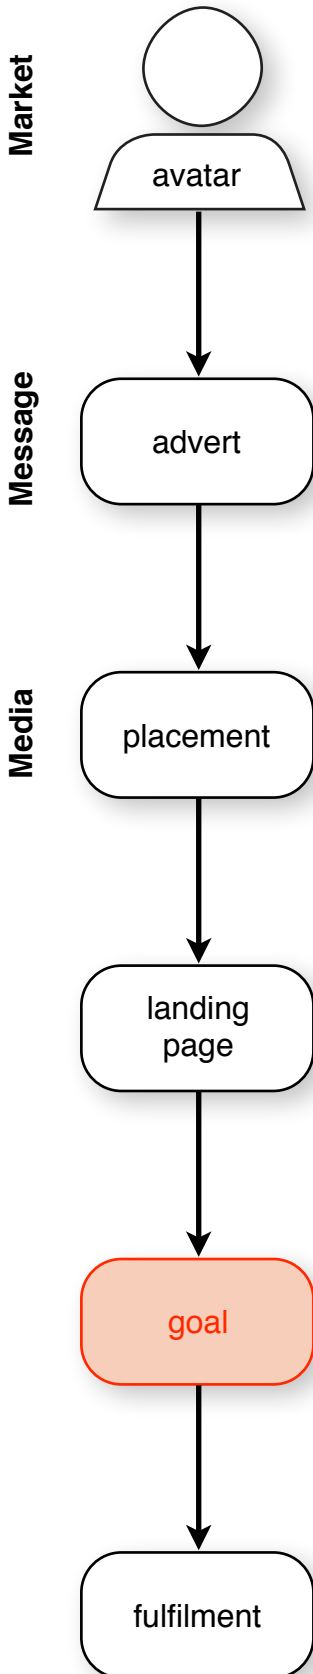 Market
avatar
Message
advert
Media
placement
landing
page
goal
fulfilment